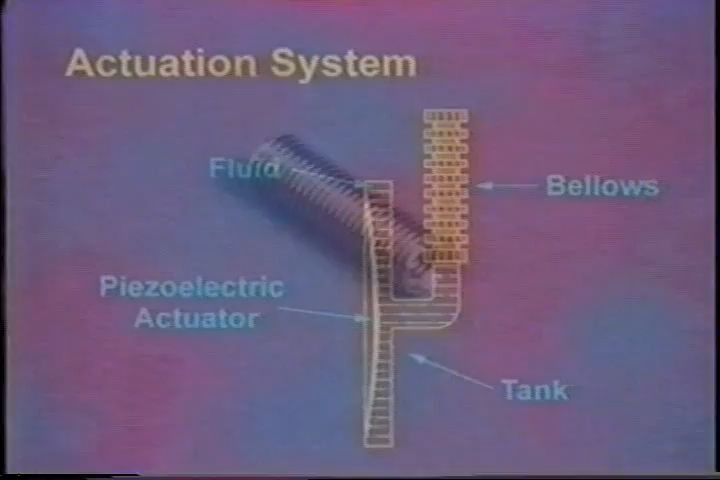 Actuation System
Fluid
Bellows
Piezoelectric
Actuator
Tank